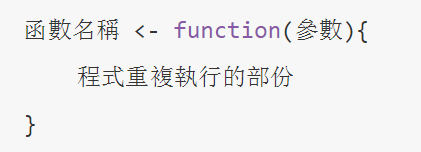 函數名稱 <- function(參數){
程式重複執行的部份
}